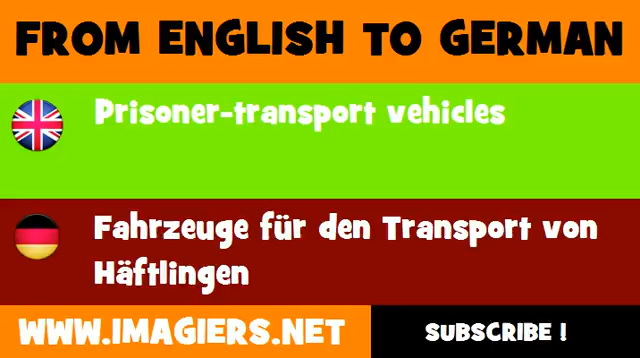 FROM ENGLISH TO GERMAN
Prisoner-transport vehicles
Fahrzeuge für den Transport von
Häftlingen
WWW.IMAGIERS.NET
SUBSCRIBE !